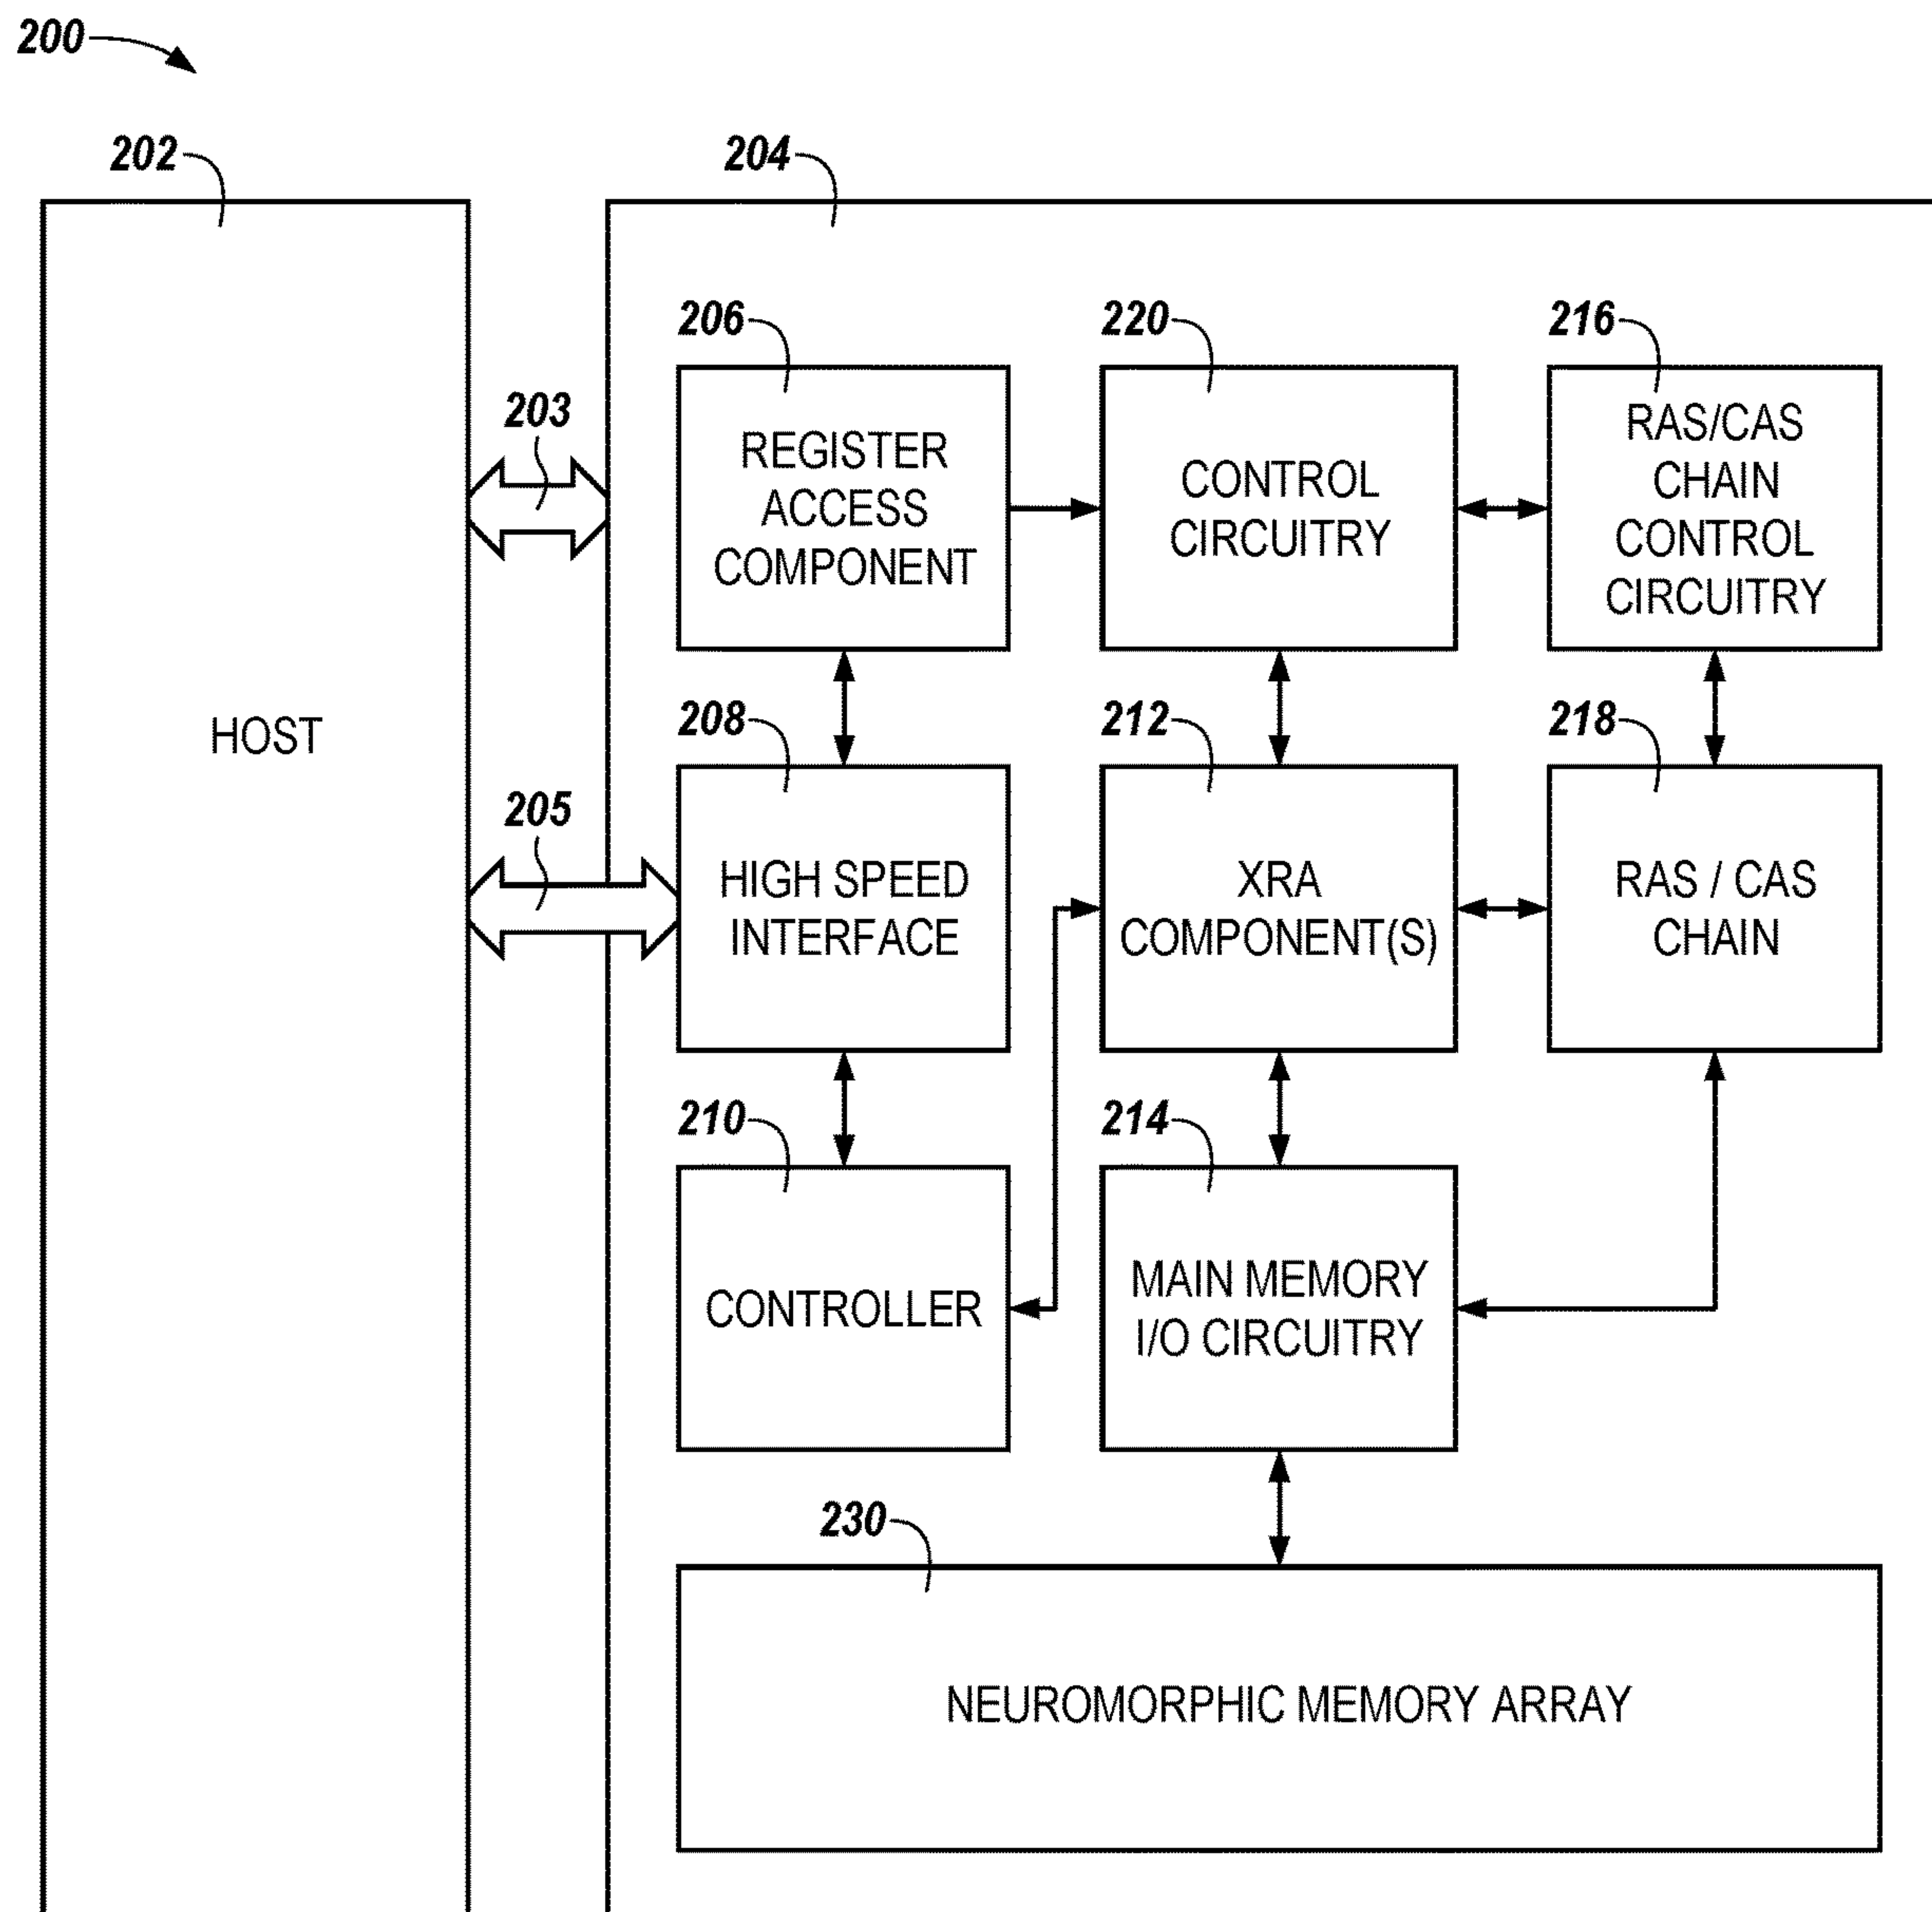 200
202
204
206
220
216
203
REGISTER
ACCESS
COMPONENT
CONTROL
CIRCUITRY
RAS/CAS
CHAIN
CONTROL
CIRCUITRY
HOST
208
212
218
205
HIGH SPEED
INTERFACE
XRA
COMPONENT(S)
RAS / CAS
CHAIN
210
214
CONTROLLER
MAIN MEMORY
I/O CIRCUITRY
230
NEUROMORPHIC MEMORY ARRAY